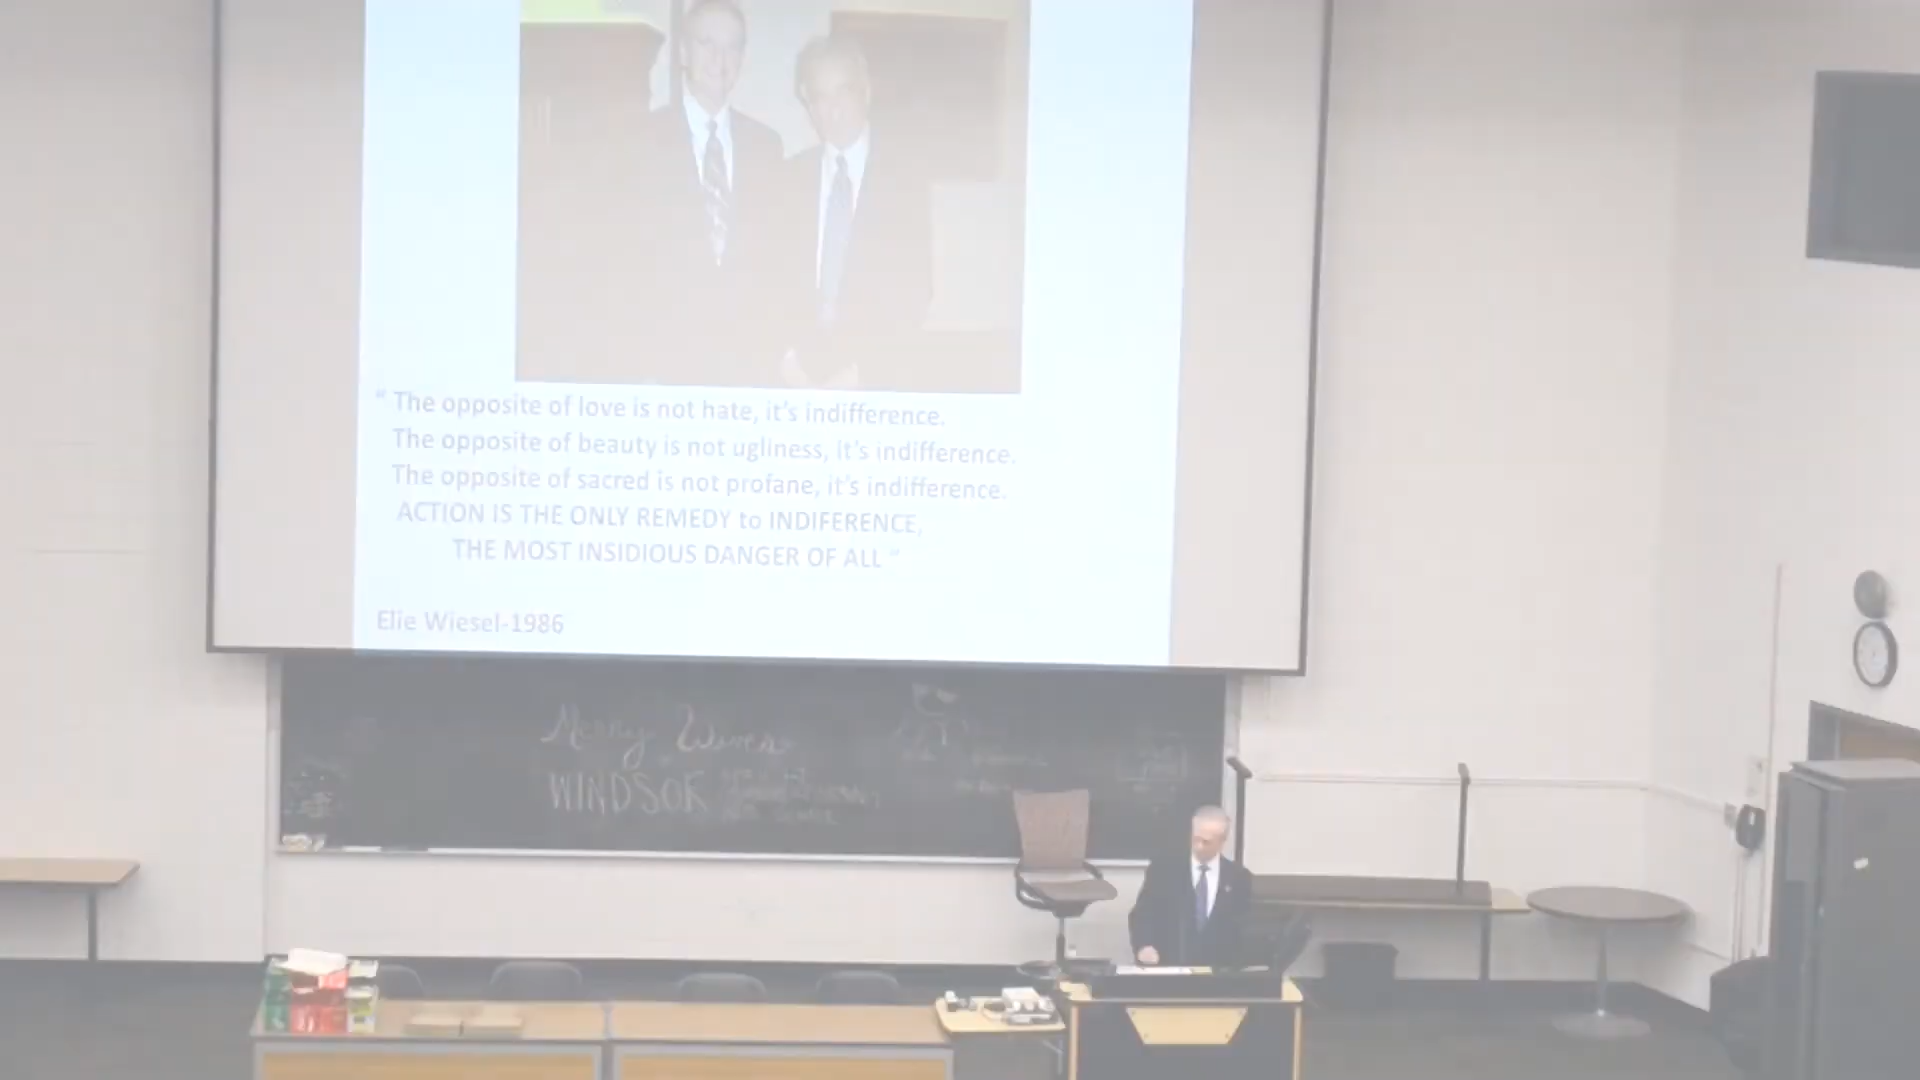 “ The opposite of love is not hate, it’s indifference.
The opposite of beauty is not ugliness, it’s indifference.
The opposite of sacred is not profane, it’s indifference.
ACTION IS THE ONLY REMEDY to INDIFERENCE,
THE MOST INSIDIOUS DANGER OF ALL ”
Elie Wiesel-1986
Merry Wives
WINDSOR